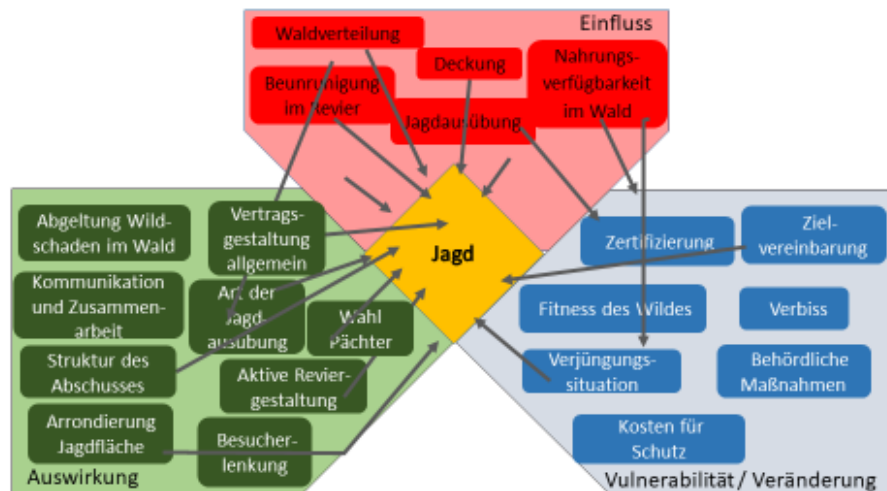 Einfluss
Waldverteilung
Deckung
Nahrungs-
verfügbarkeit
im Wald
Beunruhigung
im Revier
Jagdausübung
Jagd
Abgeltung Wild-
schaden im Wald
Vertrags-
gestaltung
allgemein
Kommunikation
und Zusammen-
arbeit
Art der
Jagd-
ausübung
Wahl
Pächter
Struktur des
Abschusses
Aktive Revier-
gestaltung
Arrondierung
Jagdfläche
Besucher-
lenkung
Auswirkung
Zertifizierung
Ziel-
vereinbarung
Fitness des Wildes
Verbiss
Verjüngungs-
situation
Behördliche
Maßnahmen
Kosten für
Schutz
Vulnerabilität / Veränderung